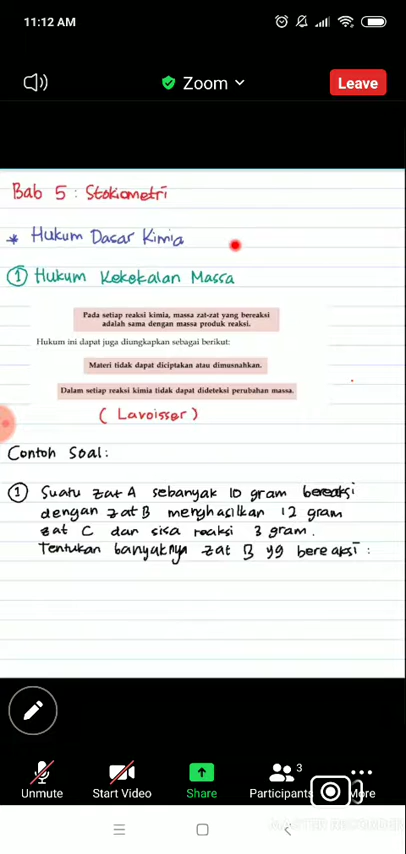 11:12 AM
Zoom
Leave
Bab 5 : Stokiometri
* Hukum Dasar Kimia
① Hukum Kekekalan Massa
Pada setiap reaksi kimia, massa zat-zat yang bereaksi
adalah sama dengan massa produk reaksi.
Hukum ini dapat juga diungkapkan sebagai berikut:
Materi tidak dapat diciptakan atau dimusnahkan.
Dalam setiap reaksi kimia tidak dapat dideteksi perubahan massa.
( Lavoisser )
Contoh Soal:
① Suatu zat A sebanyak 10 gram bereaksi
dengan zat B menghasilkan 12 gram
zat C dan sisa reaksi 3 gram.
Tentukan banyaknya zat B yg bereaksi :
Unmute
Start Video
Share
Participants
3
More
MASTER RECORDER